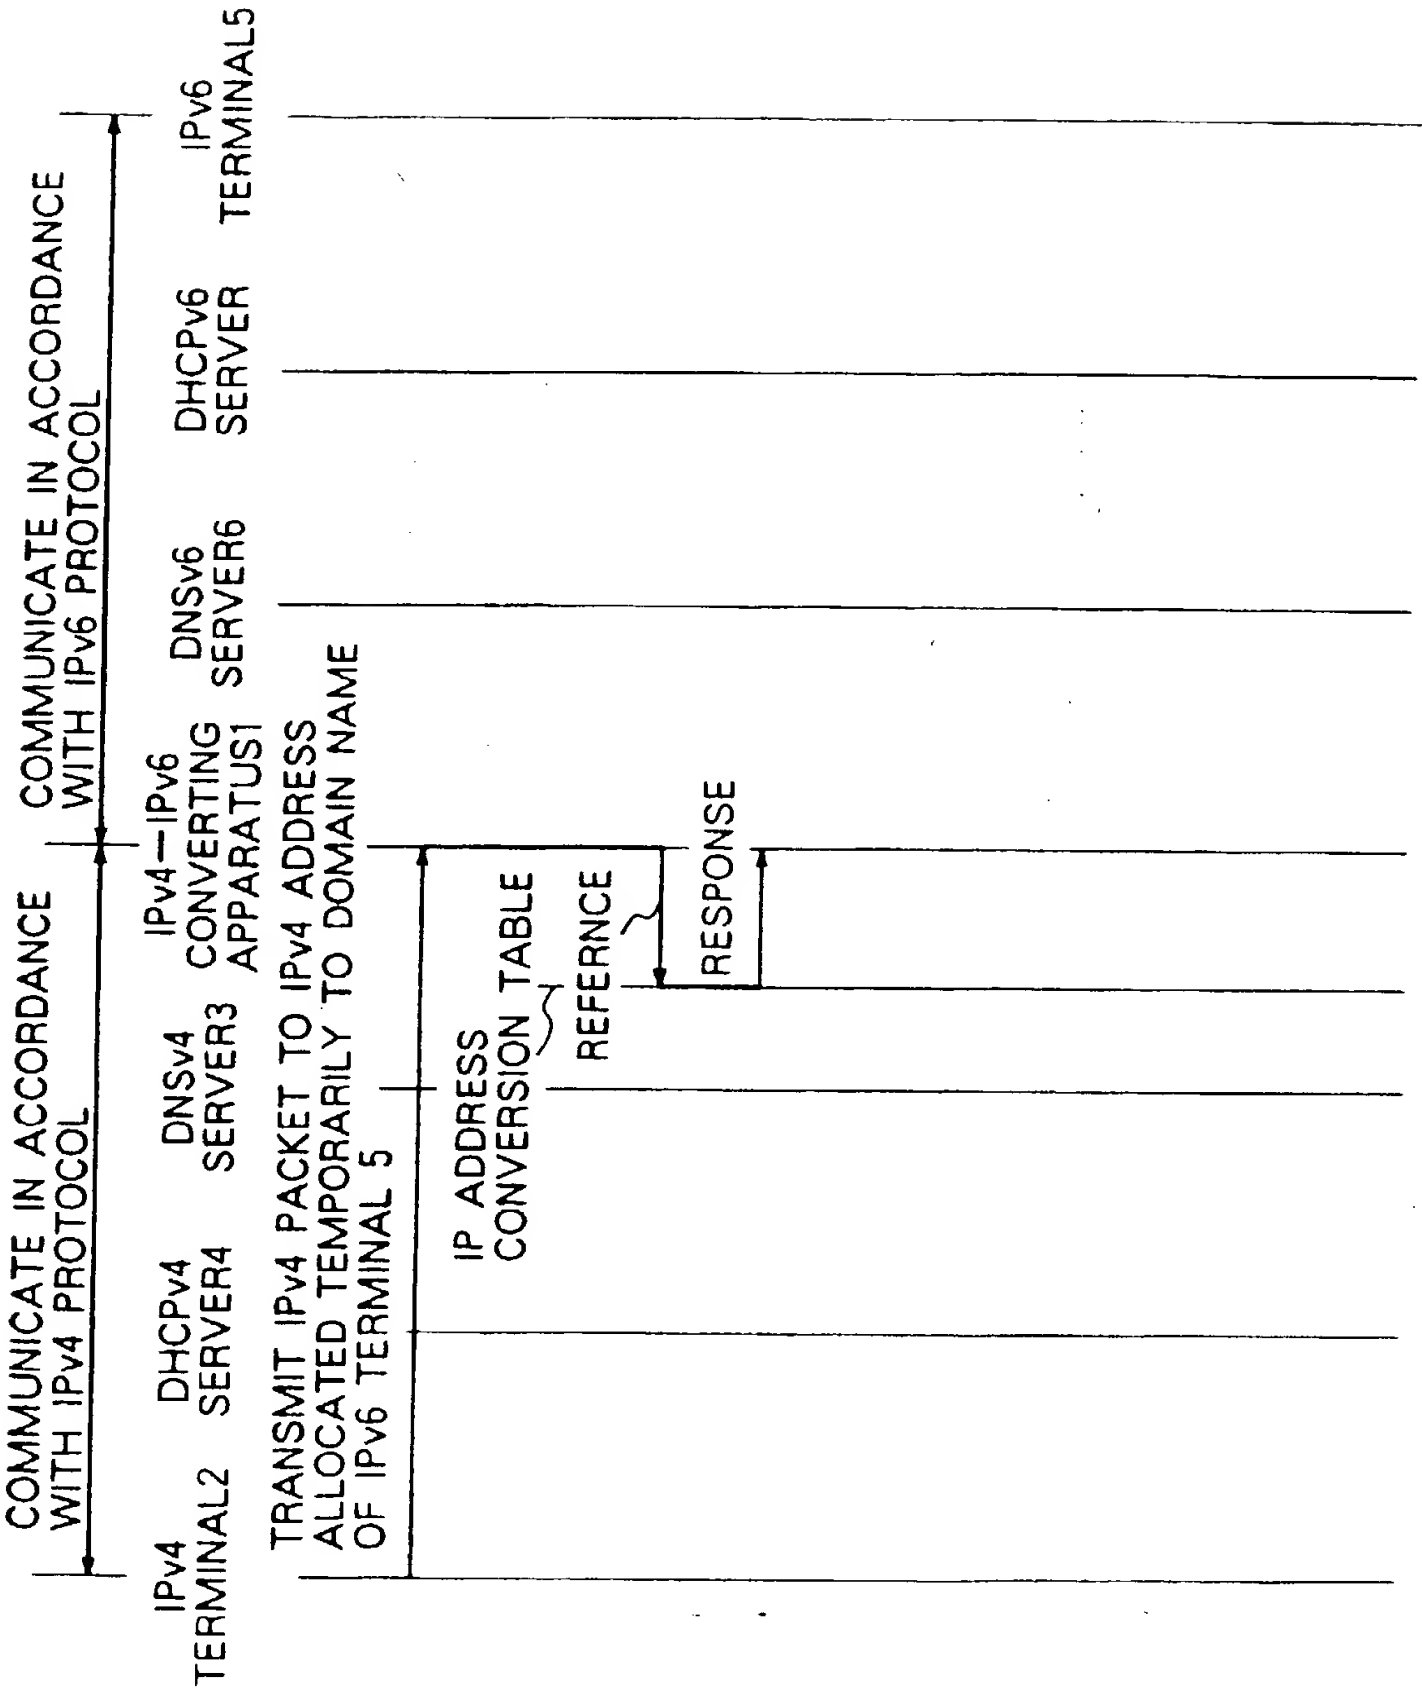 COMMUNICATE IN ACCORDANCE
WITH IPv4 PROTOCOL
COMMUNICATE IN ACCORDANCE
WITH IPv6 PROTOCOL
IPv4
TERMINAL2
DHCPv4
SERVER4
DNSv4
SERVER3
IPv4—IPv6
CONVERTING
APPARATUS1
DNSv6
SERVER6
DHCPv6
SERVER
IPv6
TERMINAL5
TRANSMIT IPv4 PACKET TO IPv4 ADDRESS
ALLOCATED TEMPORARILY TO DOMAIN NAME
OF IPv6 TERMINAL 5
IP ADDRESS
CONVERSION TABLE
REFERNCE
RESPONSE